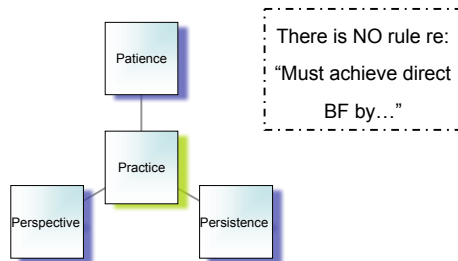 There is NO rule re:
“Must achieve direct
BF by…”
Patience
Practice
Perspective
Persistence